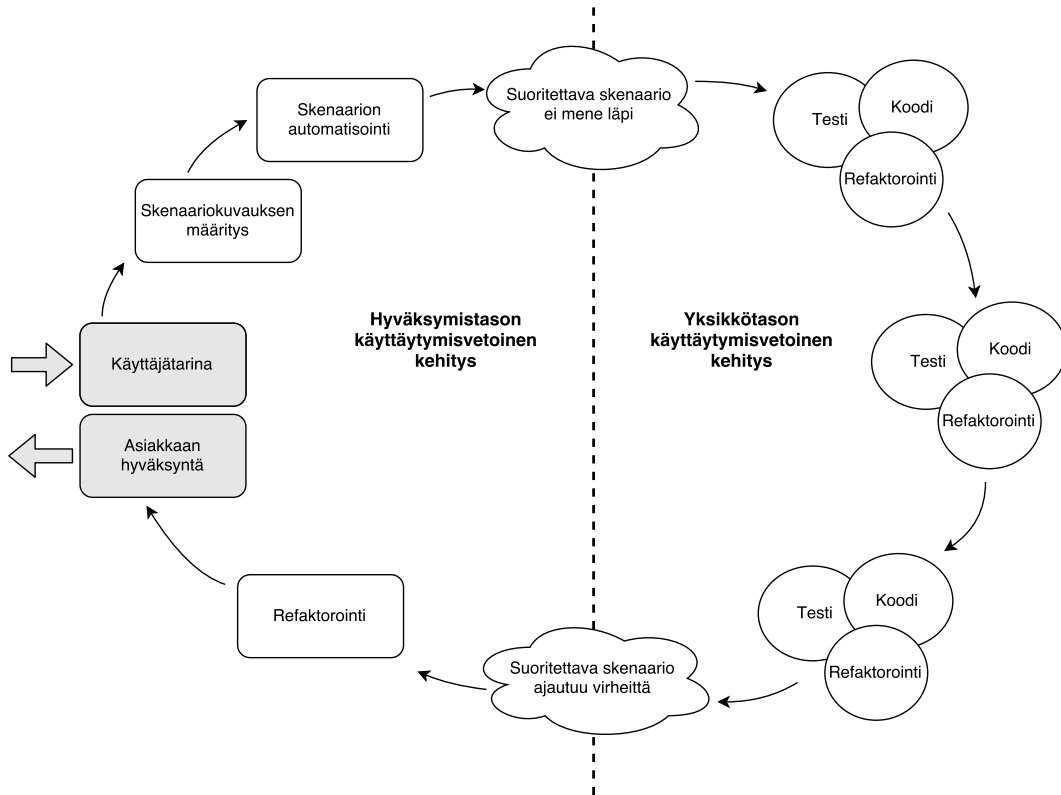 Suoritettava skenaario
ei mene läpi
Skenaarion
automatisointi
Skenaariokuvauksen
määritys
Käyttäjätarina
Asiakkaan
hyväksyntä
Refaktorointi
Suoritettava skenaario
ajautuu virheittä
Hyväksymistason
käyttäytymisvetoinen
kehitys
Yksikkötason
käyttäytymisvetoinen
kehitys
Testi
Koodi
Refaktorointi
Testi
Koodi
Refaktorointi
Testi
Koodi
Refaktorointi